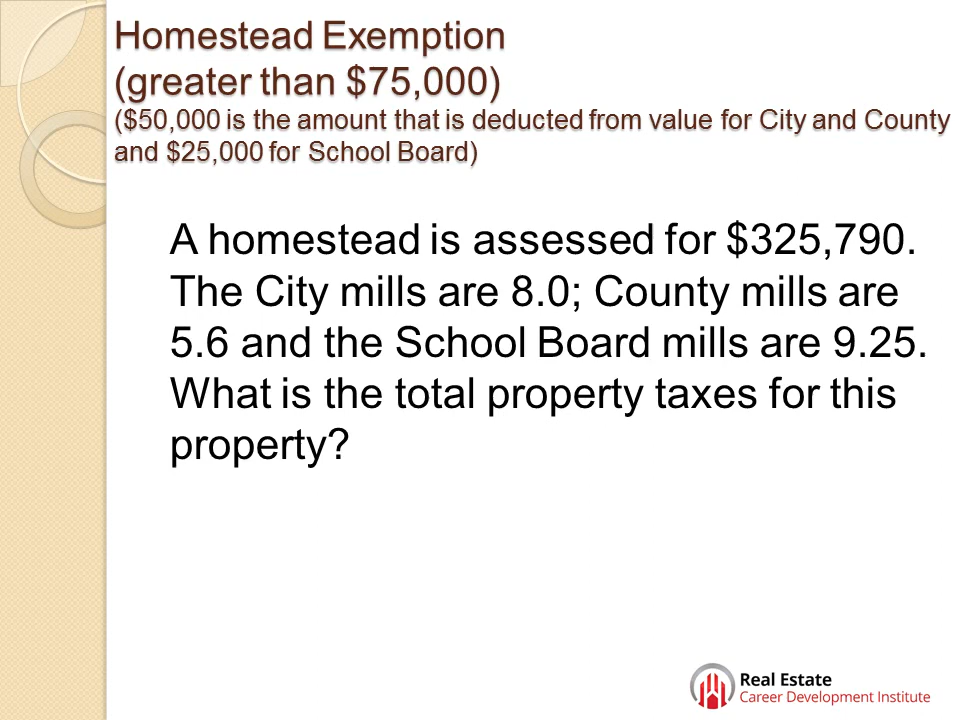 Homestead Exemption
(greater than $75,000)
($50,000 is the amount that is deducted from value for City and County
and $25,000 for School Board)
A homestead is assessed for $325,790.
The City mills are 8.0; County mills are
5.6 and the School Board mills are 9.25.
What is the total property taxes for this
property?
Real Estate
Career Development Institute